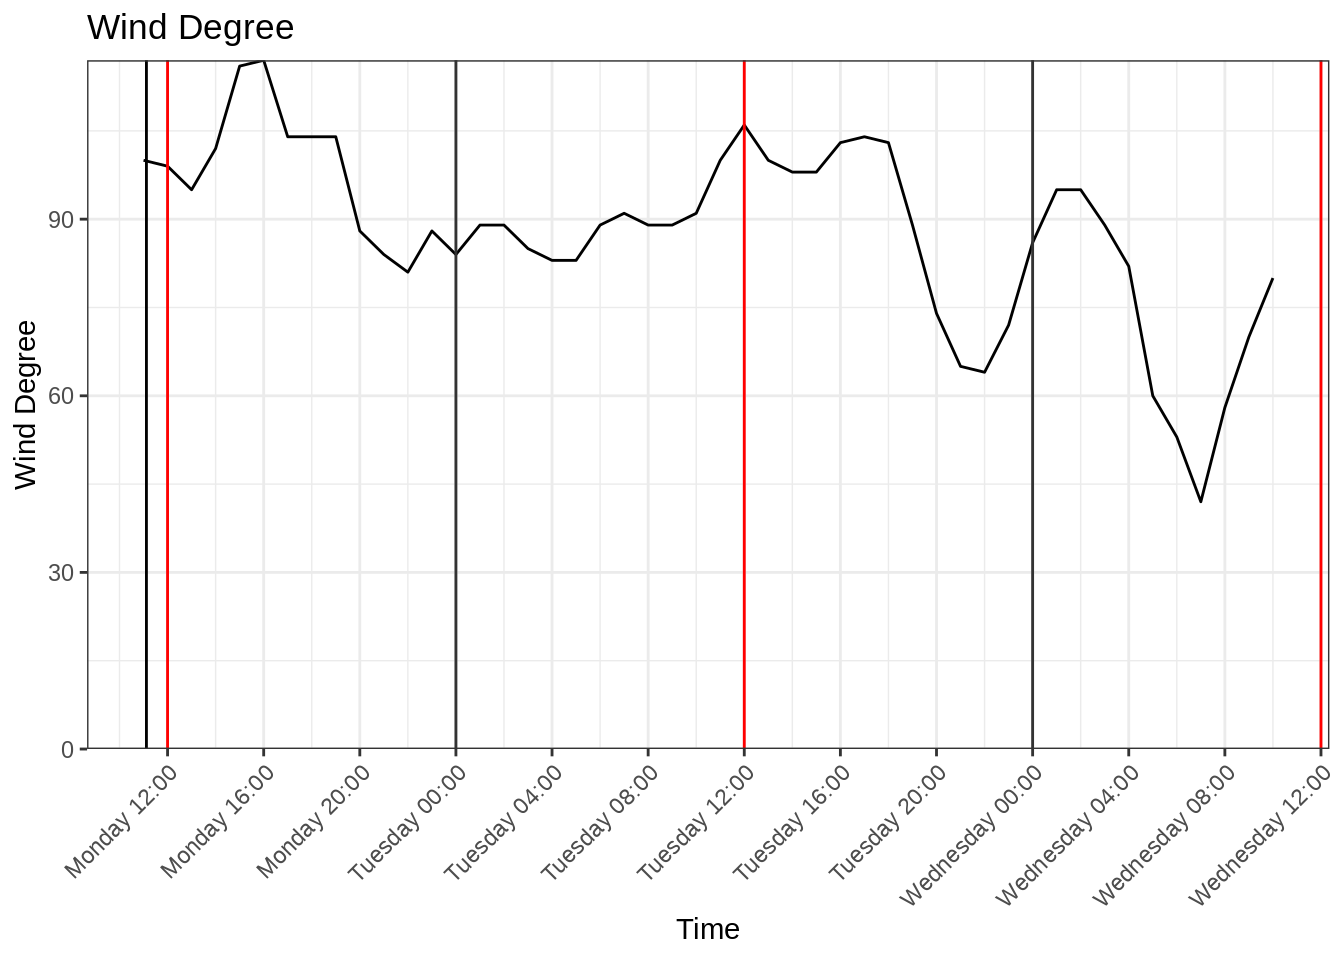 Wind Degree
Wind Degree
90
60
30
0
Monday 12:00
Monday 16:00
Monday 20:00
Tuesday 00:00
Tuesday 04:00
Tuesday 08:00
Tuesday 12:00
Tuesday 16:00
Tuesday 20:00
Wednesday 00:00
Wednesday 04:00
Wednesday 08:00
Wednesday 12:00
Time